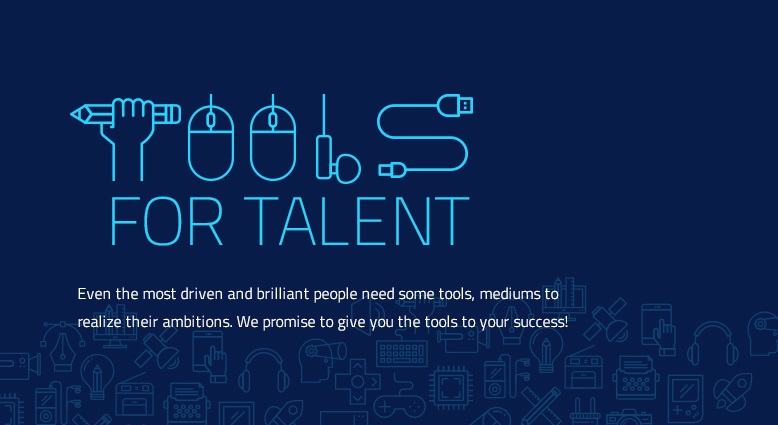 TOOLS
FOR TALENT
Even the most driven and brilliant people need some tools, mediums to
realize their ambitions. We promise to give you the tools to your success!